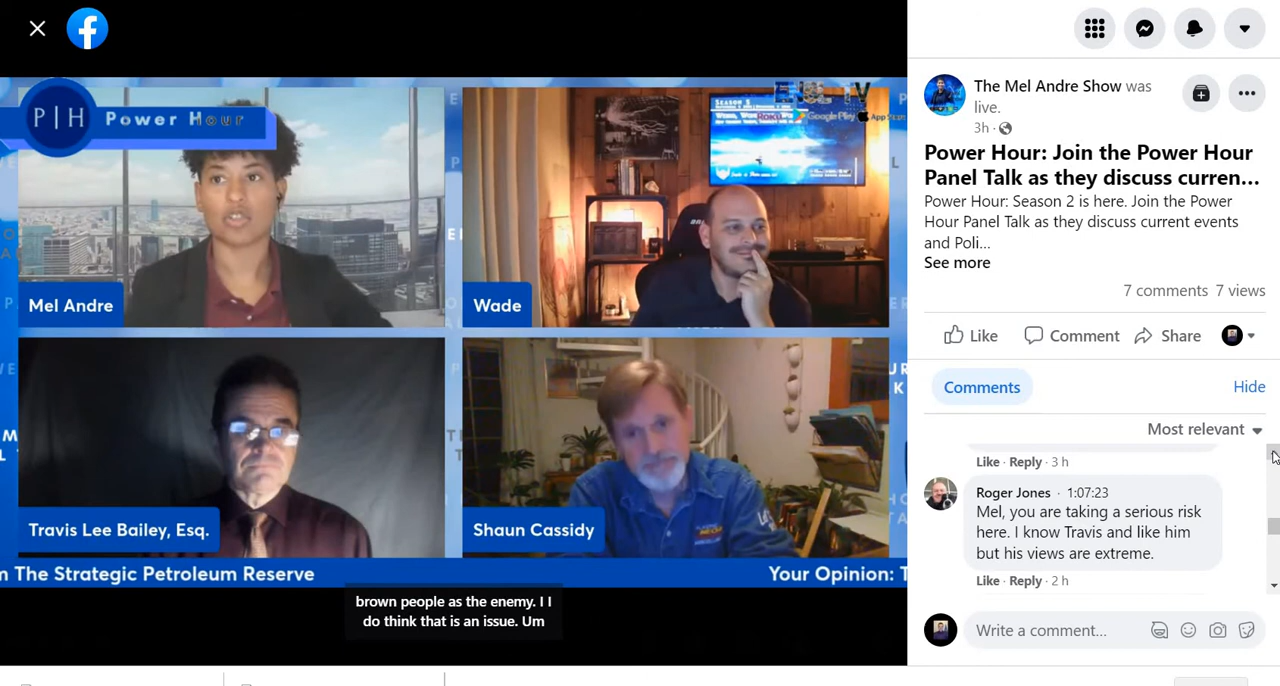 P|H Power Hour
Google Play
Mel Andre
Wade
Travis Lee Bailey, Esq.
Shaun Cassidy
m The Strategic Petroleum Reserve
Your Opinion: T
brown people as the enemy. I I
do think that is an issue. Um
The Mel Andre Show was
live.
3h ·
Power Hour: Join the Power Hour
Panel Talk as they discuss curren...
Power Hour: Season 2 is here. Join the Power
Hour Panel Talk as they discuss current events
and Poli...
See more
7 comments 7 views
Like Comment Share
Comments
Hide
Most relevant
Like · Reply · 3 h
Roger Jones · 1:07:23
Mel, you are taking a serious risk
here. I know Travis and like him
but his views are extreme.
Like · Reply · 2 h
Write a comment...